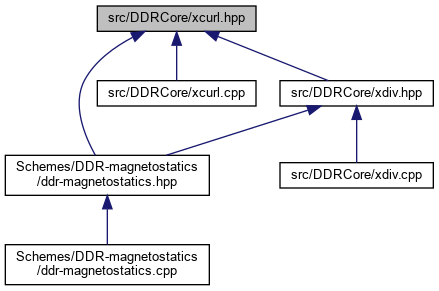 src/DDRCore/xcurl.hpp
src/DDRCore/xcurl.cpp
src/DDRCore/xdiv.hpp
Schemes/DDR-magnetostatics
/ddr-magnetostatics.hpp
src/DDRCore/xdiv.cpp
Schemes/DDR-magnetostatics
/ddr-magnetostatics.cpp